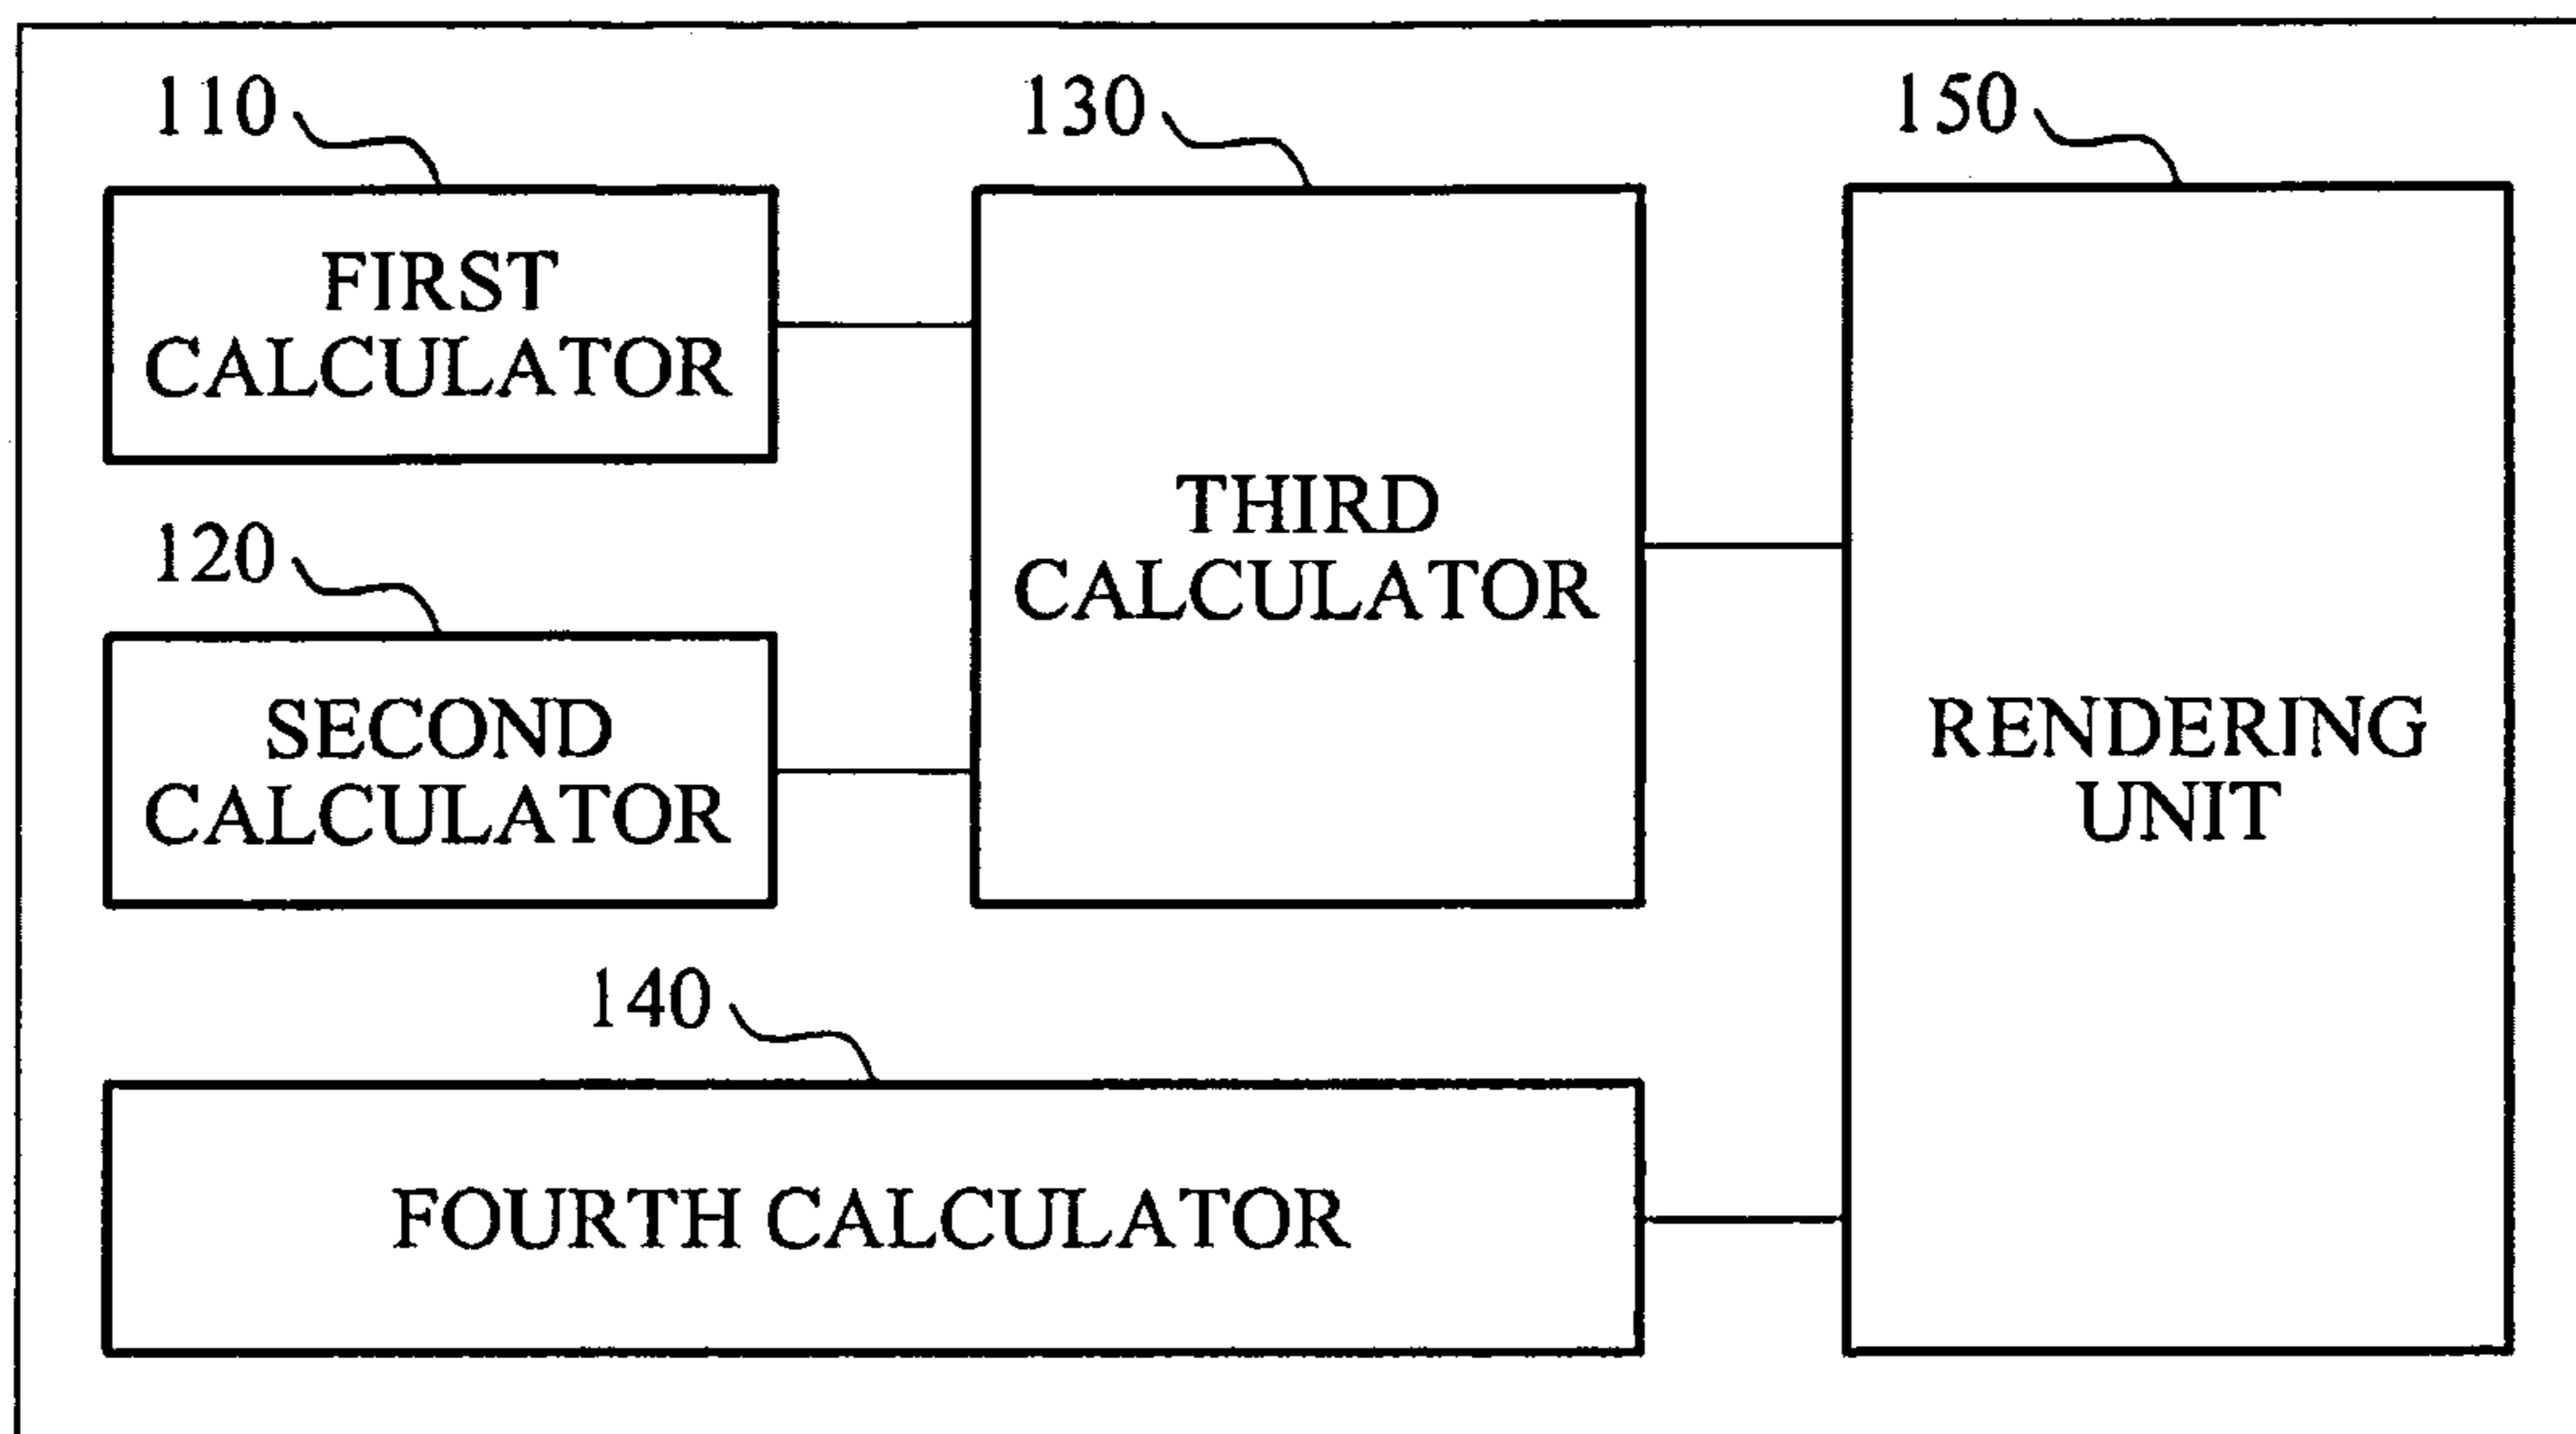 110
FIRST
CALCULATOR
120
SECOND
CALCULATOR
130
THIRD
CALCULATOR
140
FOURTH CALCULATOR
150
RENDERING
UNIT